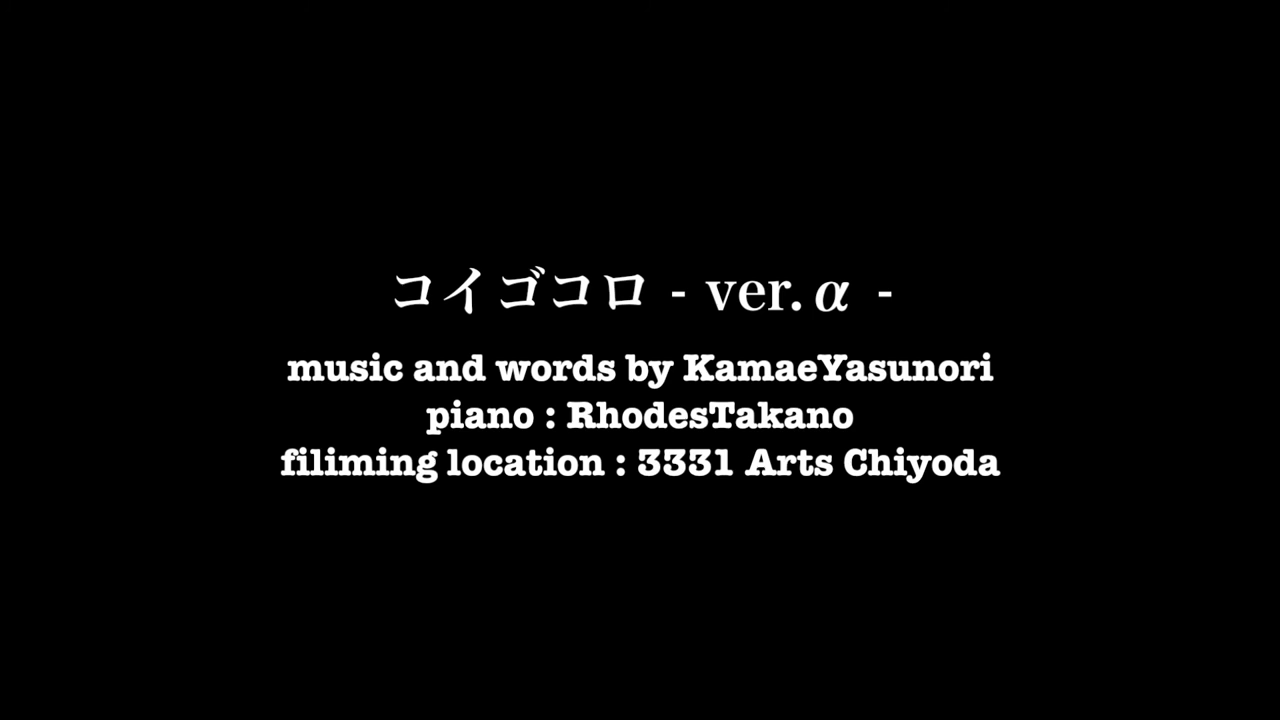 コイゴコロ - ver.α -
music and words by KamaeYasunori
piano : RhodesTakano
filiming location : 3331 Arts Chiyoda